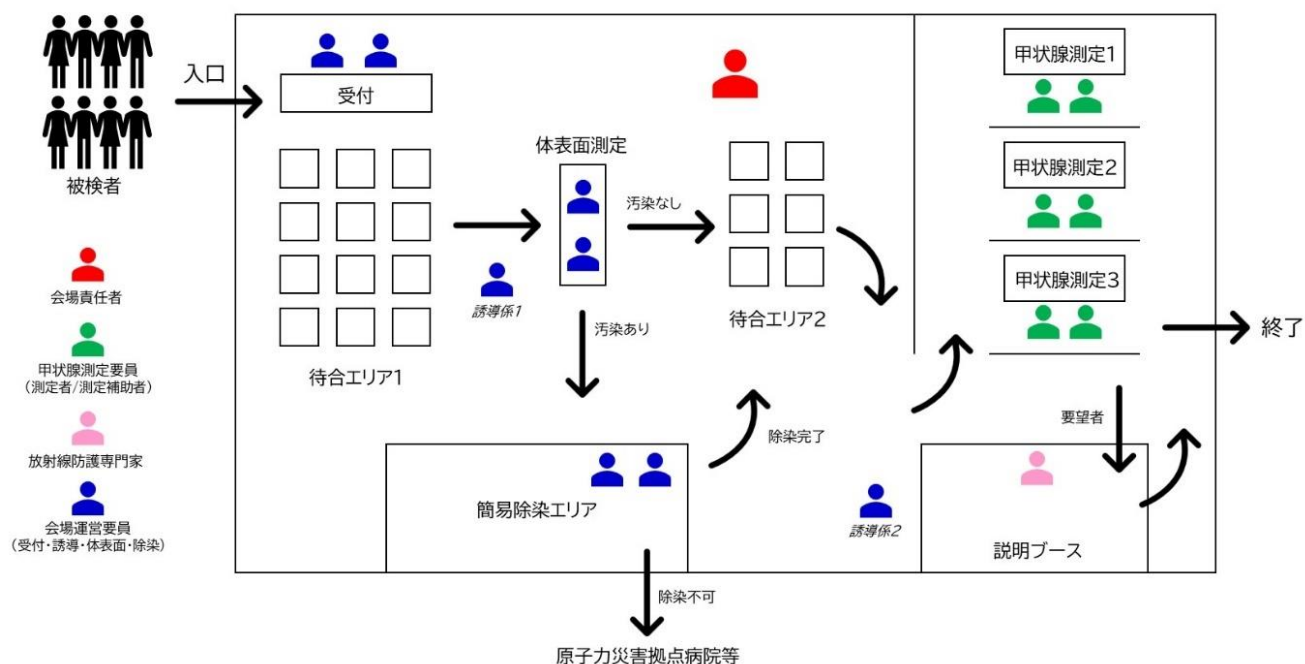 入口
被検者
会場責任者
甲状腺測定要員
（測定者/測定補助者）
放射線防護専門家
会場運営要員
（受付・誘導・体表面・除染）
受付
待合エリア1
誘導係1
体表面測定
汚染なし
汚染あり
待合エリア2
簡易除染エリア
除染完了
除染不可
原子力災害拠点病院等
誘導係2
甲状腺測定1
甲状腺測定2
甲状腺測定3
終了
要望者
説明ブース